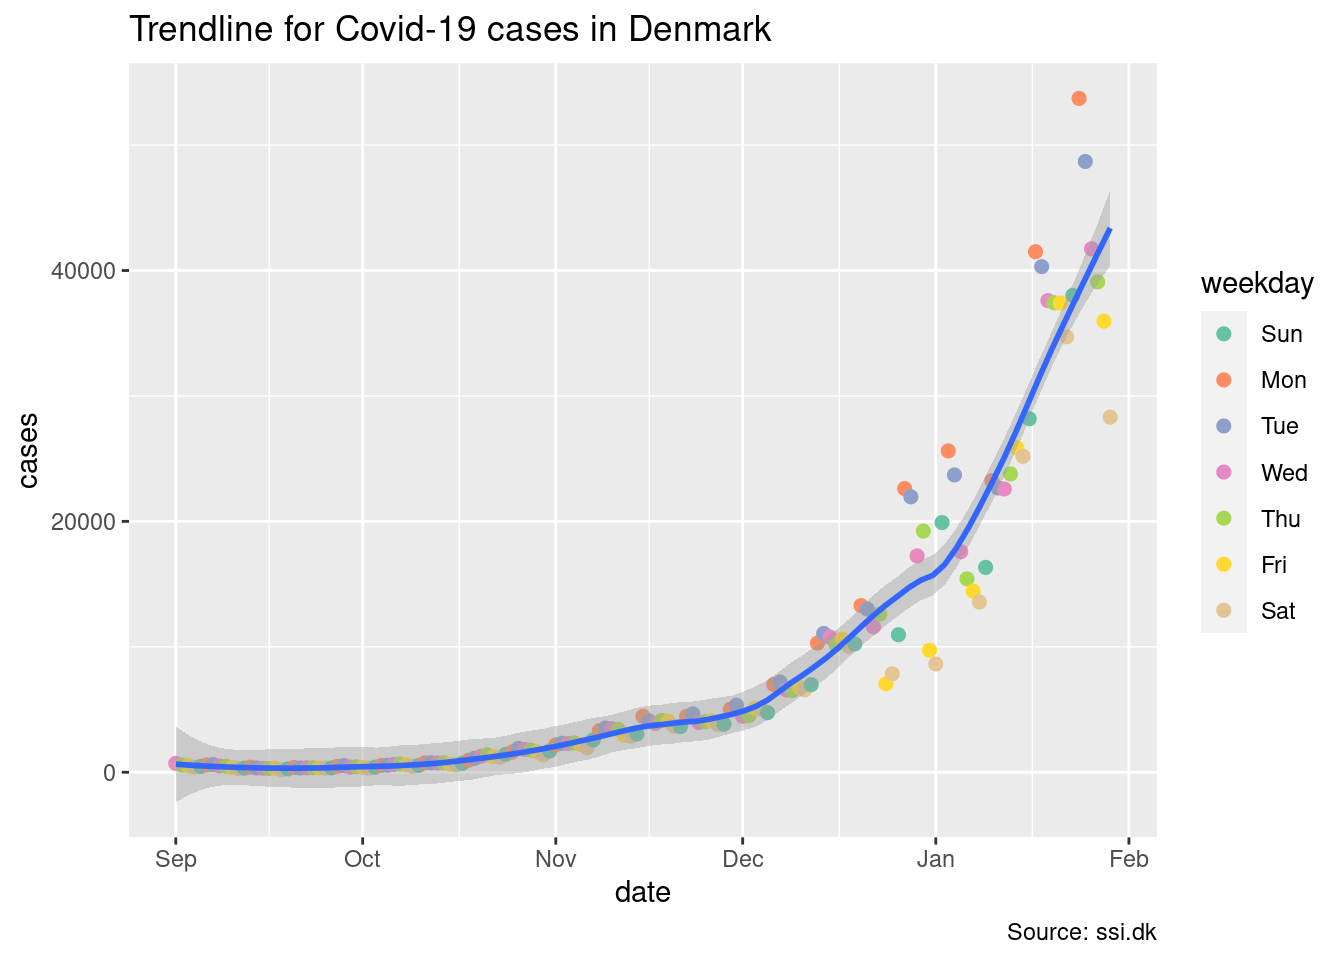 Trendline for Covid-19 cases in Denmark
cases
40000
20000
0
Sep Oct Nov Dec Jan Feb
date
weekday
Sun
Mon
Tue
Wed
Thu
Fri
Sat
Source: ssi.dk